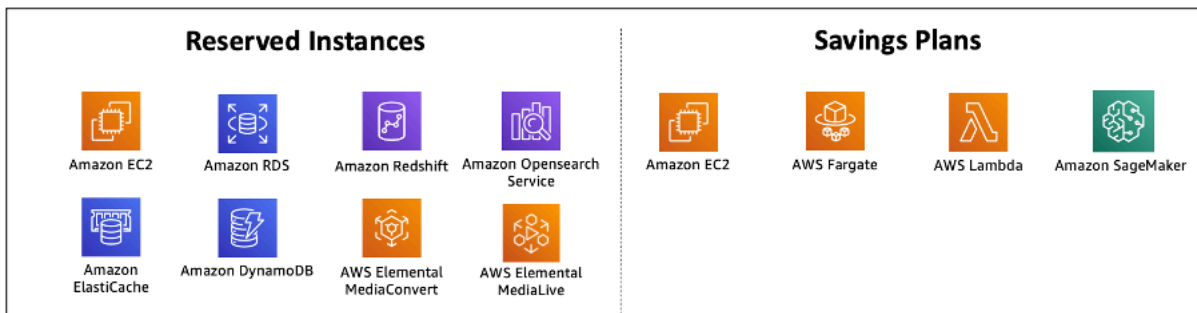 Reserved Instances
Savings Plans
Amazon EC2
Amazon RDS
Amazon Redshift
Amazon Opensearch
Service
Amazon EC2
AWS Fargate
AWS Lambda
Amazon SageMaker
Amazon
ElastiCache
Amazon DynamoDB
AWS Elemental
MediaConvert
AWS Elemental
MediaLive